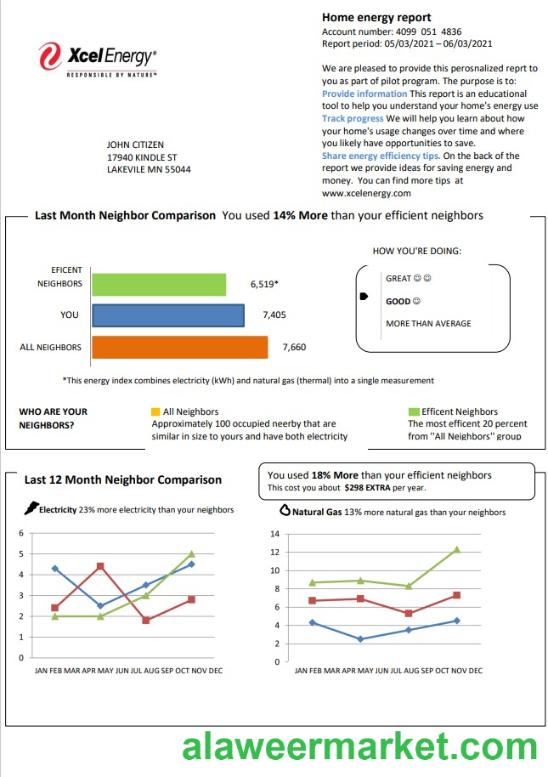 Home energy report
Account number: 4099 051 4836
Report period: 05/03/2021 – 06/03/2021
XcelEnergy®
RESPONSIBLE BY NATURE™
We are pleased to provide this perosnalized reprt to
you as part of pilot program. The purpose is to:
Provide information This report is an educational
tool to help you understand your home's energy use
Track progress We will help you learn about how
your home's usage changes over time and where
you likely have opportunities to save.
Share energy efficiency tips. On the back of the
report we provide ideas for saving energy and
money. You can find more tips at
www.xcelenergy.com
JOHN CITIZEN
17940 KINDLE ST
LAKEVILE MN 55044
Last Month Neighbor Comparison You used 14% More than your efficient neighbors
EFICENT
NEIGHBORS
6,519*
YOU
7,405
ALL NEIGHBORS
7,660
HOW YOU'RE DOING:
GREAT ☺ ☺
GOOD ☺
MORE THAN AVERAGE
*This energy index combines electricity (kWh) and natural gas (thermal) into a single measurement
WHO ARE YOUR
NEIGHBORS?
All Neighbors
Approximately 100 occupied neerby that are
similar in size to yours and have both electricity
Efficent Neighbors
The most efficent 20 percent
from "All Neighbors" group
Last 12 Month Neighbor Comparison
You used 18% More than your efficient neighbors
This cost you about $298 EXTRA per year.
Electricity 23% more electricity than your neighbors
6
5
4
3
2
1
0
JAN FEB MAR APR MAY JUN JUL AUG SEP OCT NOV DEC
Natural Gas 13% more natural gas than your neighbors
14
12
10
8
6
4
2
0
JAN FEB MAR APR MAY JUN JUL AUG SEP OCT NOV DEC
alaweermarket.com